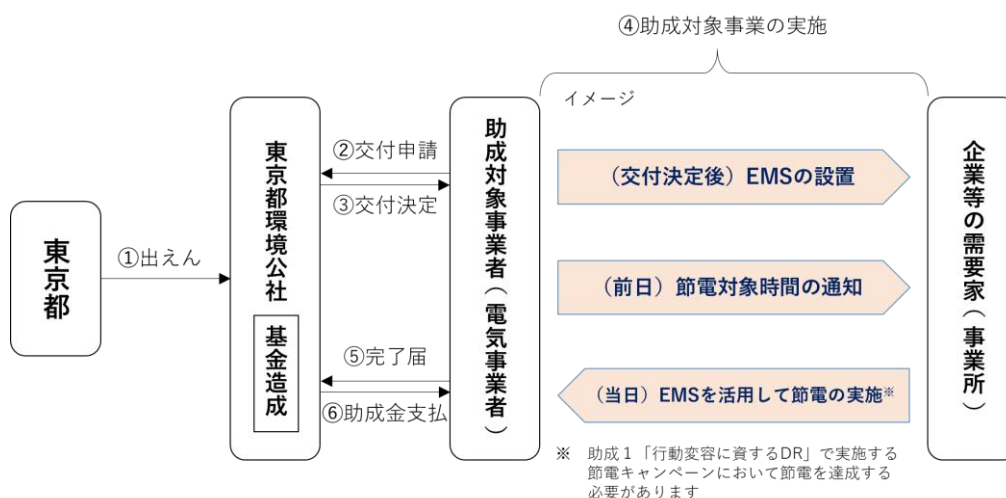 ④助成対象事業の実施
イメージ
東京都
①出えん
東京都環境公社
基金造成
②交付申請
③交付決定
⑤完了届
⑥助成金支払
助成対象事業者(電気事業者)
(交付決定後)EMSの設置
(前日)節電対象時間の通知
(当日)EMSを活用して節電の実施※
企業等の需要家(事業所)
※ 助成1「行動変容に資するDR」で実施する
節電キャンペーンにおいて節電を達成する
必要があります